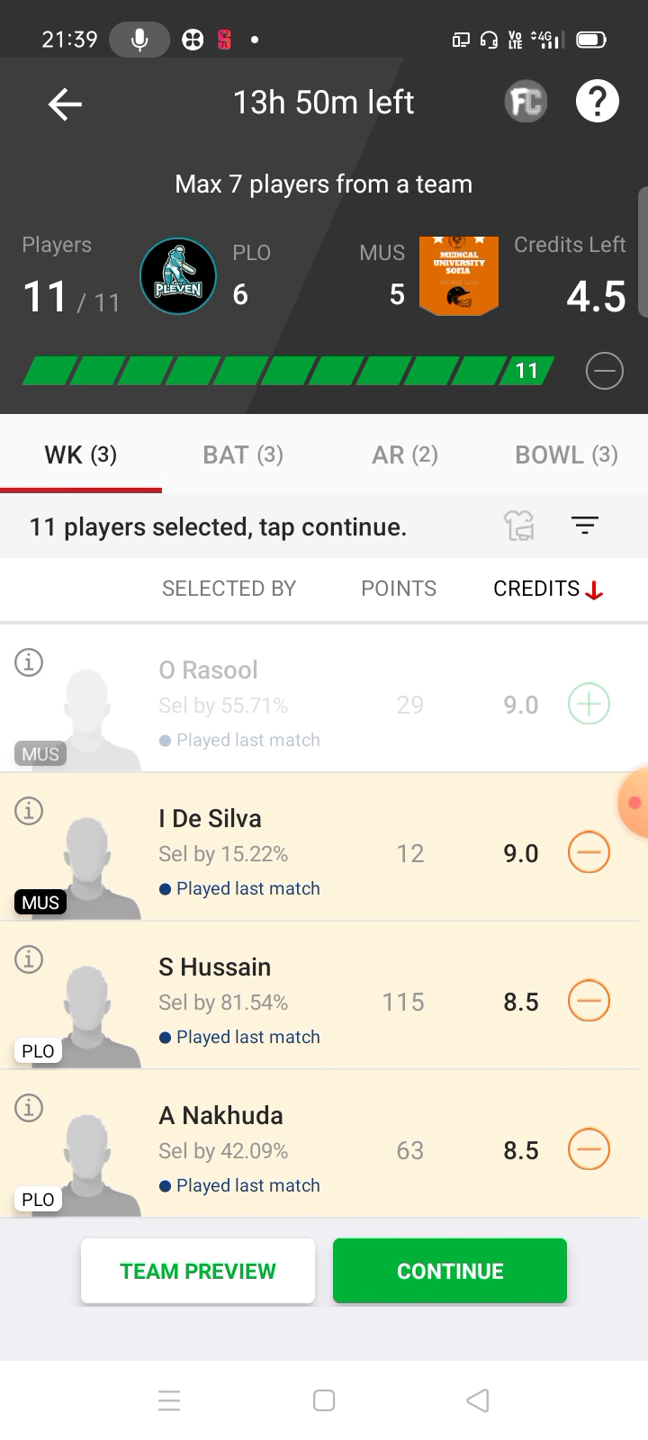 21:39
Vo
LTE
4G
13h 50m left
FC
?
Max 7 players from a team
Players
PLO
MUS
Credits Left
11 / 11
6
5
4.5
PLEVEN
MEDICAL
UNIVERSITY
SOFIA
11
WK (3)
BAT (3)
AR (2)
BOWL (3)
11 players selected, tap continue.
SELECTED BY
POINTS
CREDITS
O Rasool
Sel by 55.71%
29
9.0
Played last match
MUS
I De Silva
Sel by 15.22%
12
9.0
Played last match
MUS
S Hussain
Sel by 81.54%
115
8.5
Played last match
PLO
A Nakhuda
Sel by 42.09%
63
8.5
Played last match
PLO
TEAM PREVIEW
CONTINUE